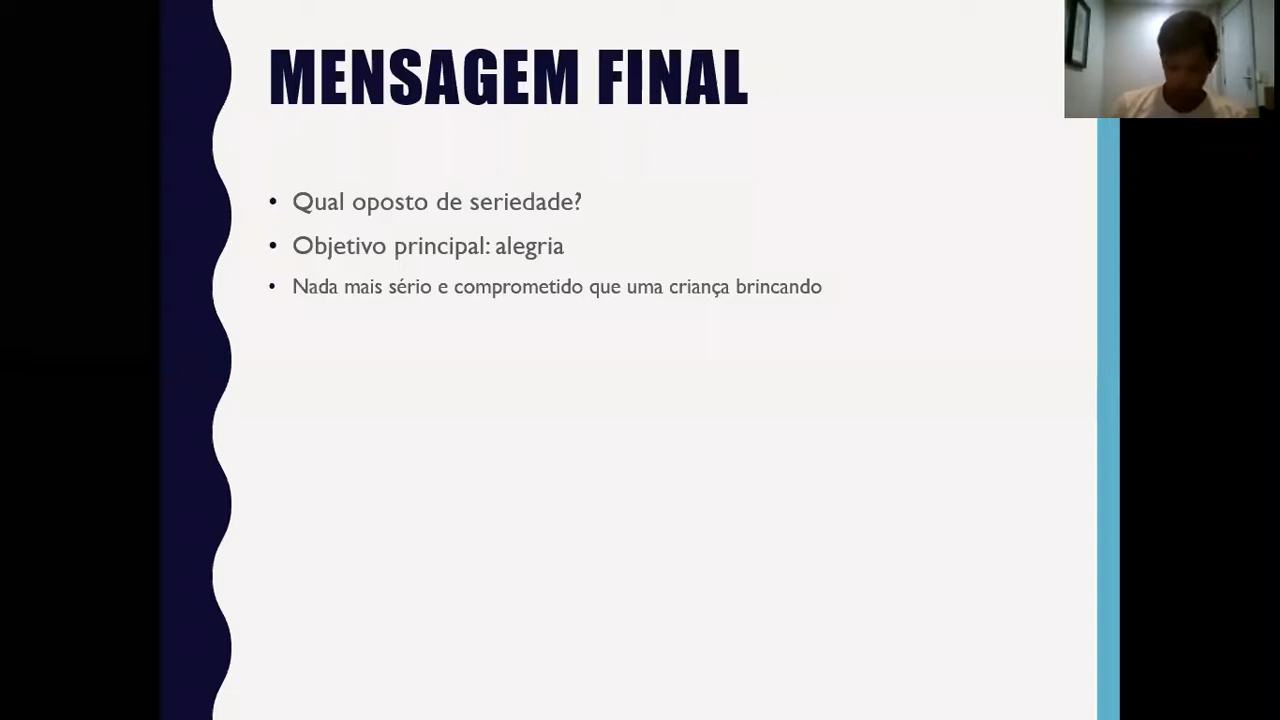 MENSAGEM FINAL
• Qual oposto de seriedade?
• Objetivo principal: alegria
• Nada mais sério e comprometido que uma criança brincando